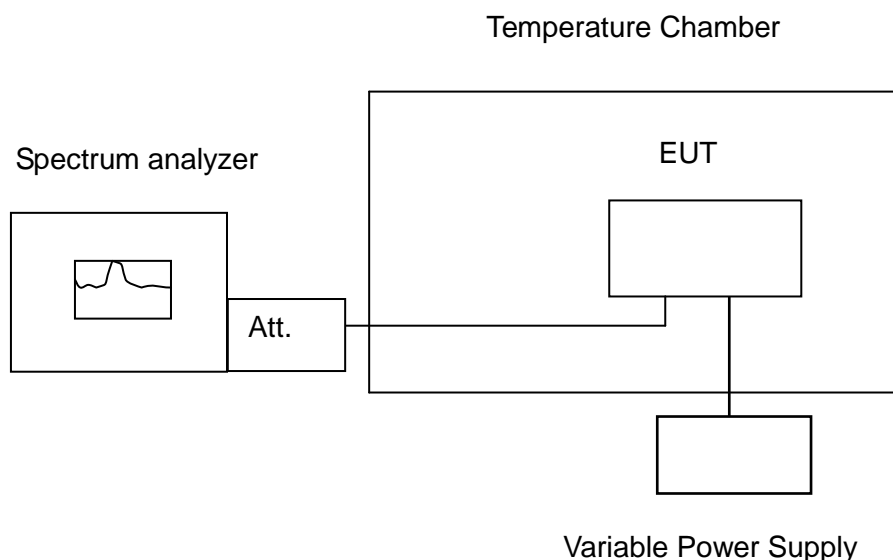 Temperature Chamber
Spectrum analyzer
EUT
Att.
Variable Power Supply